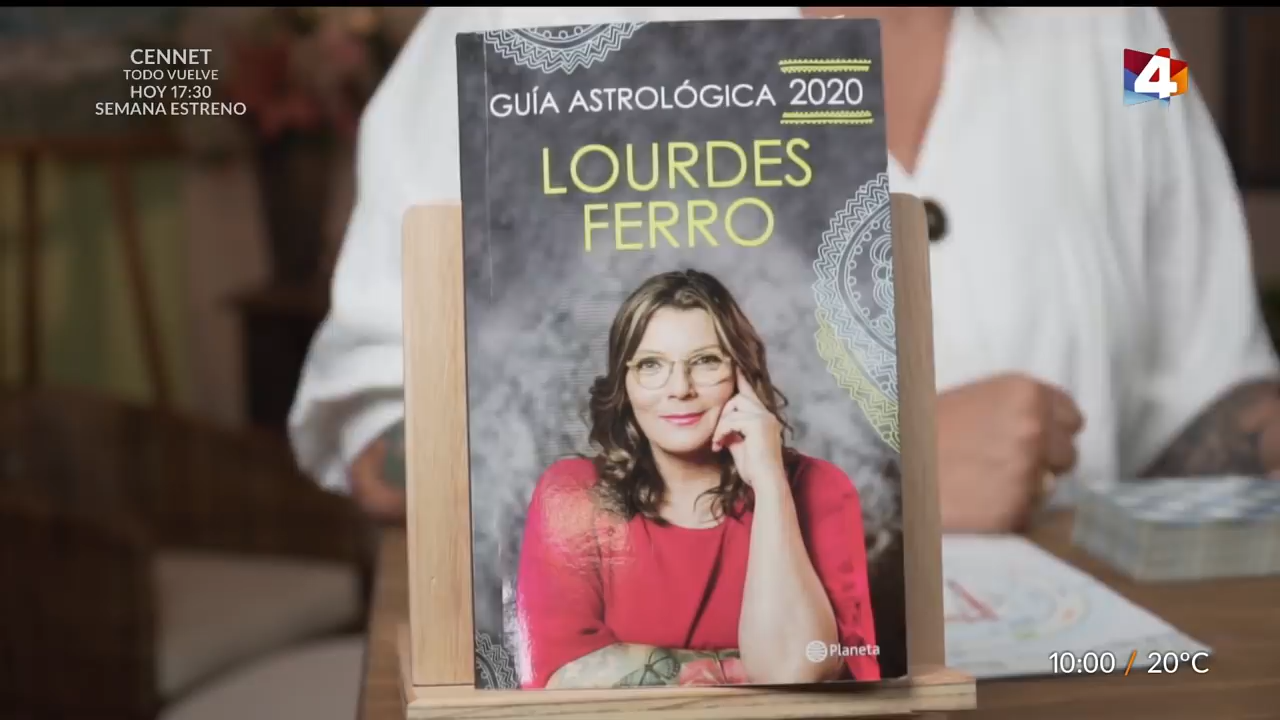 CENNET
TODO VUELVE
HOY 17:30
SEMANA ESTRENO
4
GUÍA ASTROLÓGICA 2020
LOURDES
FERRO
Planeta
10:00 / 20°C